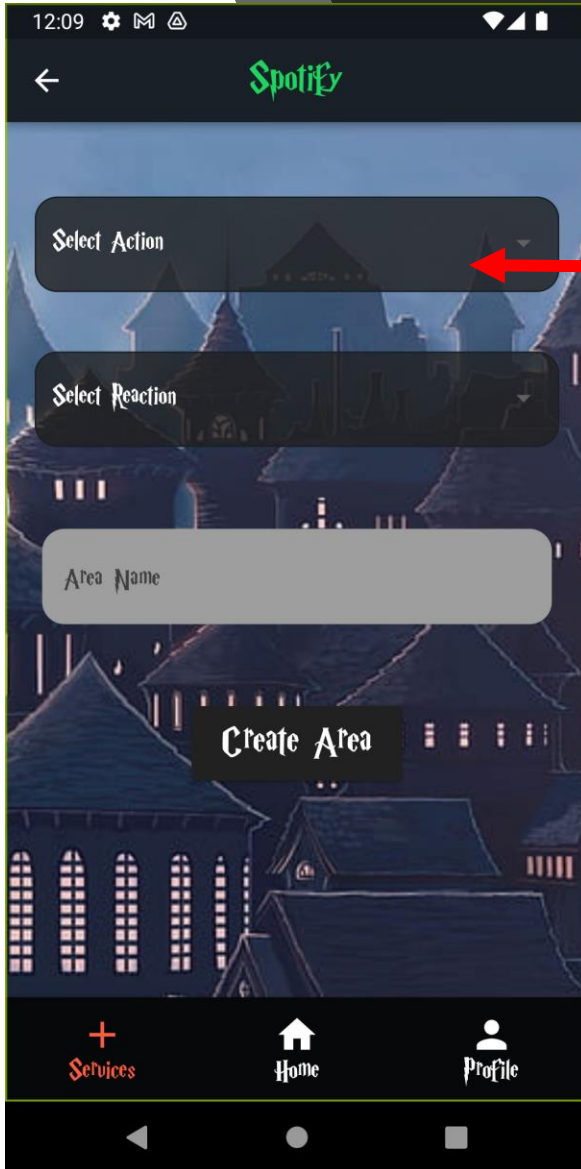 12:09
Spotify
Select Action
Select Reaction
Area Name
Create Area
Services Home Profile